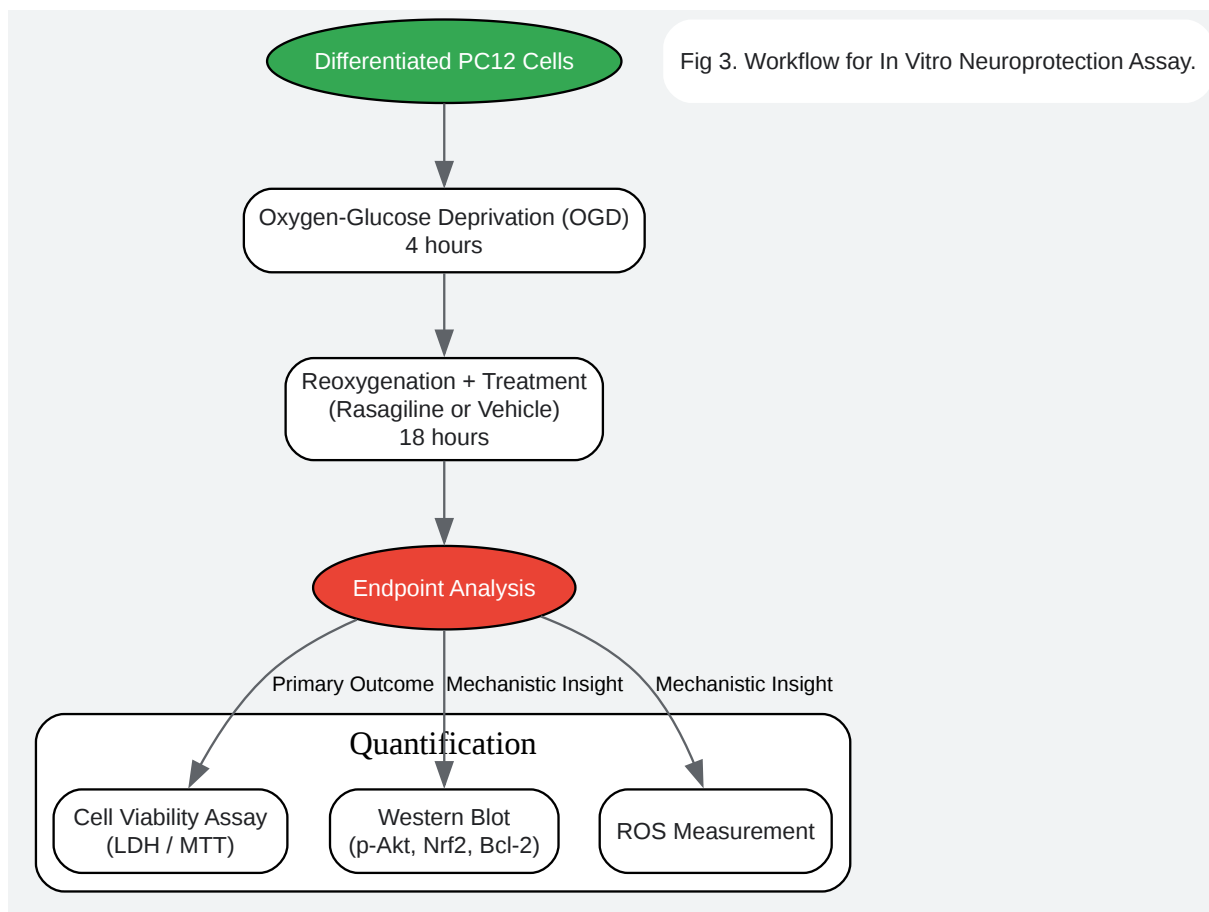 Differentiated PC12 Cells
Fig 3. Workflow for In Vitro Neuroprotection Assay.
Oxygen-Glucose Deprivation (OGD)
4 hours
Reoxygenation + Treatment
(Rasagiline or Vehicle)
18 hours
Endpoint Analysis
Primary Outcome
Mechanistic Insight
Mechanistic Insight
Quantification
Cell Viability Assay
(LDH / MTT)
Western Blot
(p-Akt, Nrf2, Bcl-2)
ROS Measurement